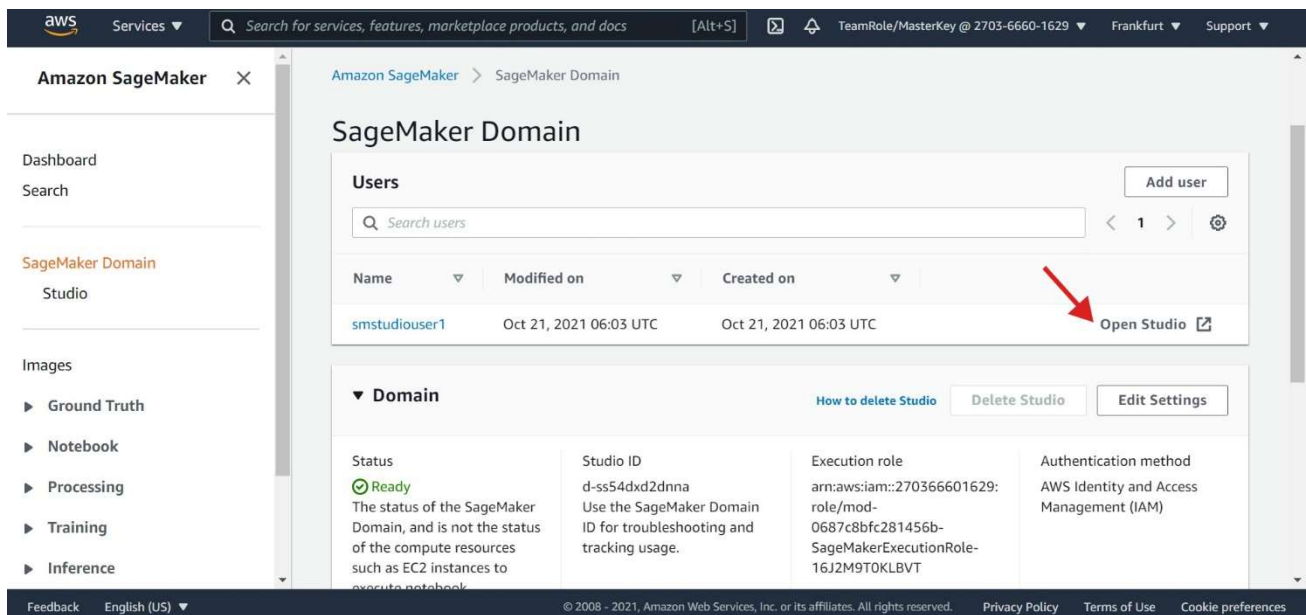 aws Services ▼ Search for services, features, marketplace products, and docs [Alt+S] TeamRole/MasterKey @ 2703-6660-1629 ▼ Frankfurt ▼ Support ▼
Amazon SageMaker
Dashboard
Search
SageMaker Domain
Studio
Images
Ground Truth
Notebook
Processing
Training
Inference
Amazon SageMaker > SageMaker Domain
SageMaker Domain
Users Add user
Search users < 1 >
Name Modified on Created on
smstudiouser1 Oct 21, 2021 06:03 UTC Oct 21, 2021 06:03 UTC Open Studio
▼ Domain How to delete Studio Delete Studio Edit Settings
Status
Ready
The status of the SageMaker
Domain, and is not the status
of the compute resources
such as EC2 instances to
execute notebook
Studio ID
d-ss54dxd2dnna
Use the SageMaker Domain
ID for troubleshooting and
tracking usage.
Execution role
arn:aws:iam::270366601629:
role/mod-
0687c8bfc281456b-
SageMakerExecutionRole-
16J2M9T0KLBVT
Authentication method
AWS Identity and Access
Management (IAM)
Feedback English (US) ▼ © 2008 - 2021, Amazon Web Services, Inc. or its affiliates. All rights reserved. Privacy Policy Terms of Use Cookie preferences